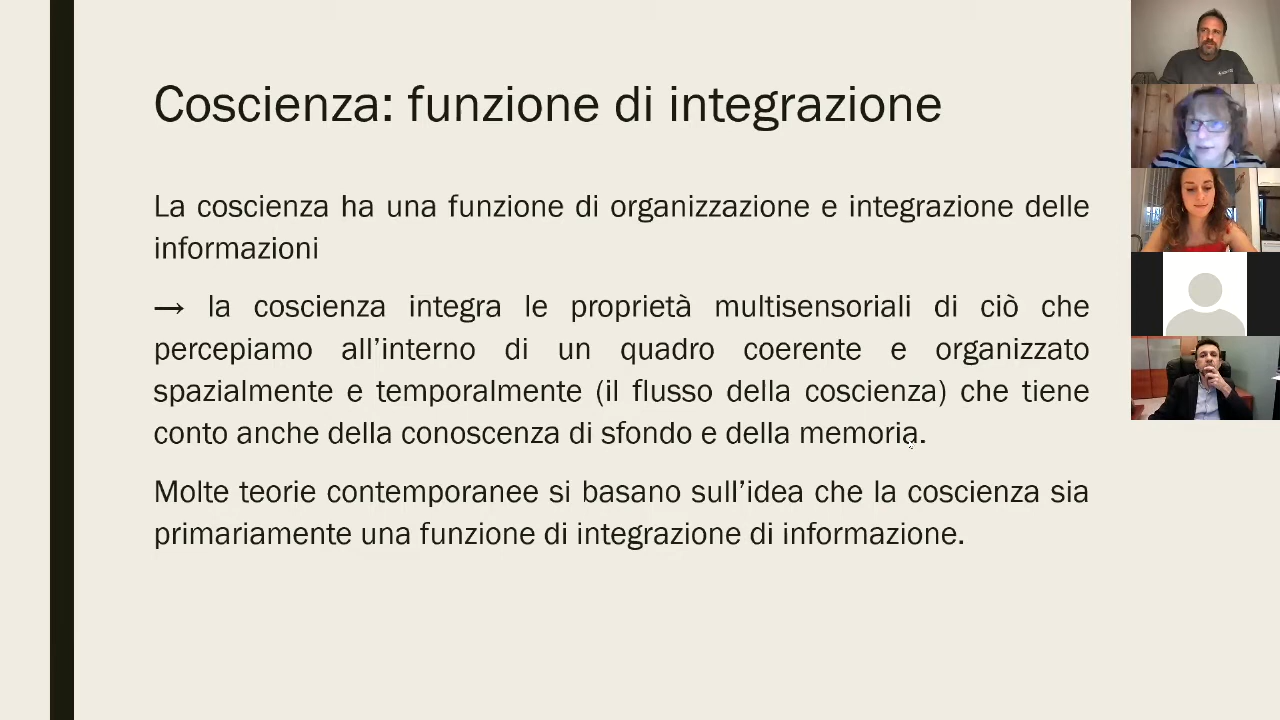 Coscienza: funzione di integrazione
La coscienza ha una funzione di organizzazione e integrazione delle
informazioni
→ la coscienza integra le proprietà multisensoriali di ciò che
percepiamo all’interno di un quadro coerente e organizzato
spazialmente e temporalmente (il flusso della coscienza) che tiene
conto anche della conoscenza di sfondo e della memoria.
Molte teorie contemporanee si basano sull’idea che la coscienza sia
primariamente una funzione di integrazione di informazione.